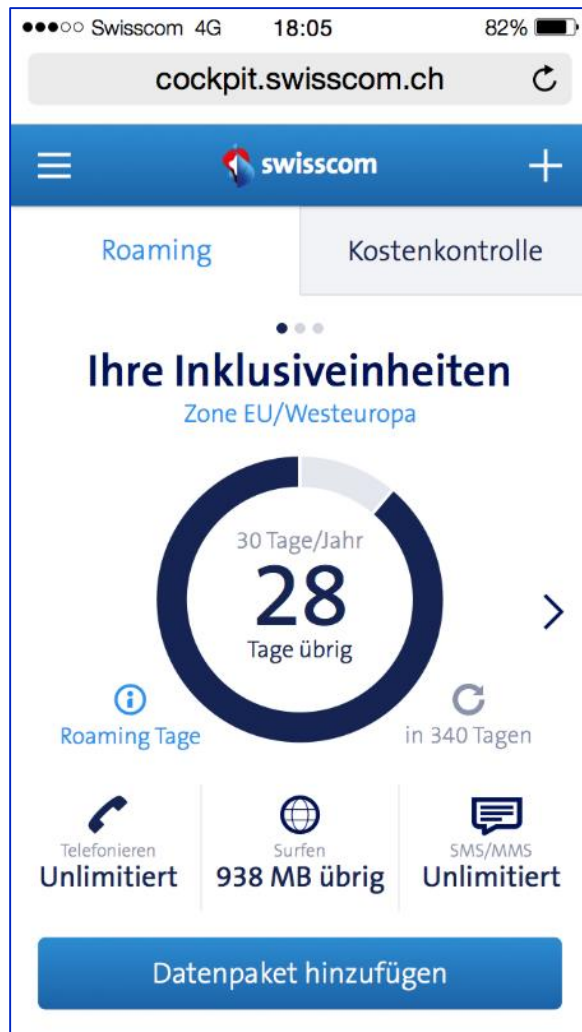 Swisscom 4G 18:05 82%
cockpit.swisscom.ch
swisscom
Roaming Kostenkontrolle
Ihre Inklusiveinheiten
Zone EU/Westeuropa
30 Tage/Jahr
28
Tage übrig
Roaming Tage
in 340 Tagen
Telefonieren
Unlimitiert
Surfen
938 MB übrig
SMS/MMS
Unlimitiert
Datenpaket hinzufügen